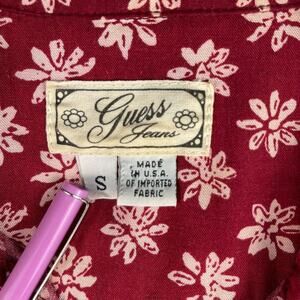 Guess
Jeans
S
MADE
IN U.S.A.
OF IMPORTED
FABRIC